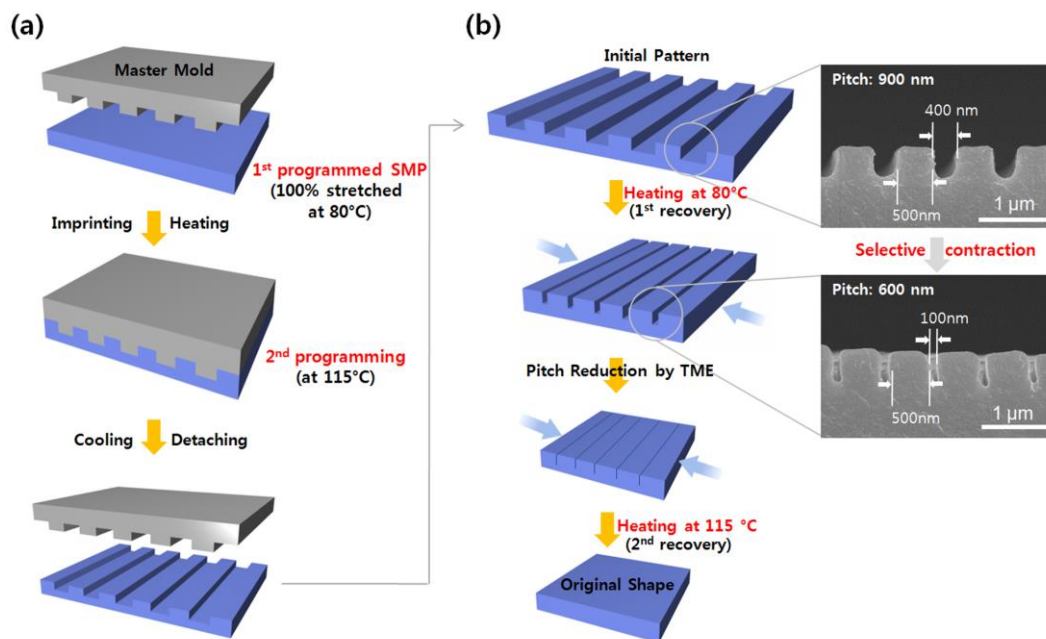 (a)
Master Mold
1st programmed SMP
(100% stretched
at 80°C)
Imprinting Heating
2nd programming
(at 115°C)
Cooling Detaching
(b)
Initial Pattern
Heating at 80°C
(1st recovery)
Pitch Reduction by TME
Heating at 115 °C
(2nd recovery)
Original Shape
Pitch: 900 nm
400 nm
500nm
1 µm
Selective contraction
Pitch: 600 nm
100nm
500nm
1 µm